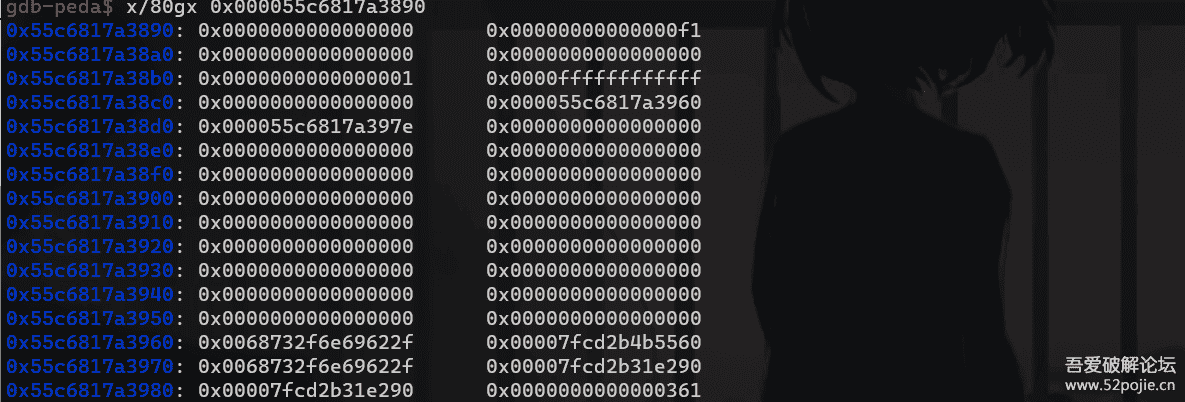 gdb-peda$ x/80gx 0x000055c6817a3890
0x55c6817a3890: 0x0000000000000000 0x00000000000000f1
0x55c6817a38a0: 0x0000000000000000 0x0000000000000000
0x55c6817a38b0: 0x0000000000000001 0x0000ffffffffffff
0x55c6817a38c0: 0x0000000000000000 0x000055c6817a3960
0x55c6817a38d0: 0x000055c6817a397e 0x0000000000000000
0x55c6817a38e0: 0x0000000000000000 0x0000000000000000
0x55c6817a38f0: 0x0000000000000000 0x0000000000000000
0x55c6817a3900: 0x0000000000000000 0x0000000000000000
0x55c6817a3910: 0x0000000000000000 0x0000000000000000
0x55c6817a3920: 0x0000000000000000 0x0000000000000000
0x55c6817a3930: 0x0000000000000000 0x0000000000000000
0x55c6817a3940: 0x0000000000000000 0x0000000000000000
0x55c6817a3950: 0x0000000000000000 0x0000000000000000
0x55c6817a3960: 0x0068732f6e69622f 0x00007fcd2b4b5560
0x55c6817a3970: 0x0068732f6e69622f 0x00007fcd2b31e290
0x55c6817a3980: 0x00007fcd2b31e290 0x0000000000000361
吾爱破解论坛
www.52pojie.cn